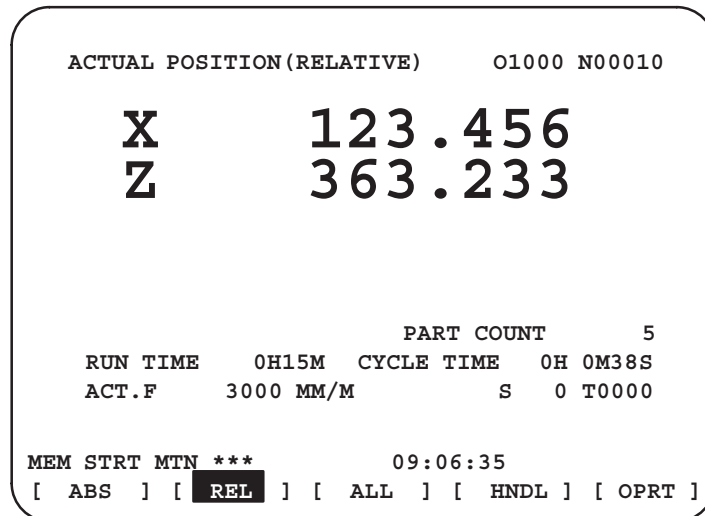 ACTUAL POSITION(RELATIVE) O1000 N00010
X 123.456
Z 363.233
PART COUNT 5
RUN TIME 0H15M CYCLE TIME 0H 0M38S
ACT.F 3000 MM/M S 0 T0000
MEM STRT MTN *** 09:06:35
[ ABS ] [ REL ] [ ALL ] [ HNDL ] [ OPRT ]